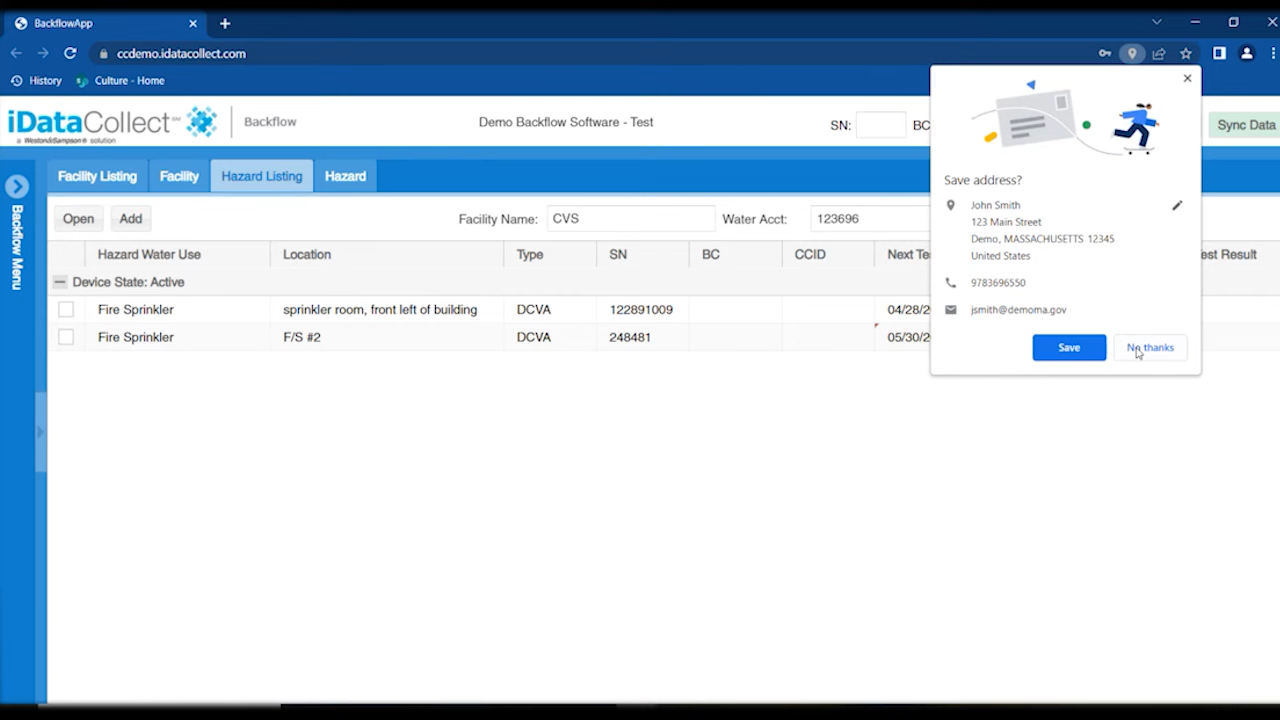 BackflowApp
ccdemo.idatacollect.com
History Culture - Home
iDataCollect SM Backflow Demo Backflow Software - Test SN: BC Sync Data
a Weston&Sampson solution
Facility Listing Facility Hazard Listing Hazard
Backflow Menu
Open Add Facility Name: CVS Water Acct: 123696
Hazard Water Use Location Type SN BC CCID Next Te est Result
Device State: Active
Fire Sprinkler sprinkler room, front left of building DCVA 122891009 04/28/2
Fire Sprinkler F/S #2 DCVA 248481 05/30/2
Save address?
John Smith
123 Main Street
Demo, MASSACHUSETTS 12345
United States
9783696550
jsmith@demoma.gov
Save No thanks